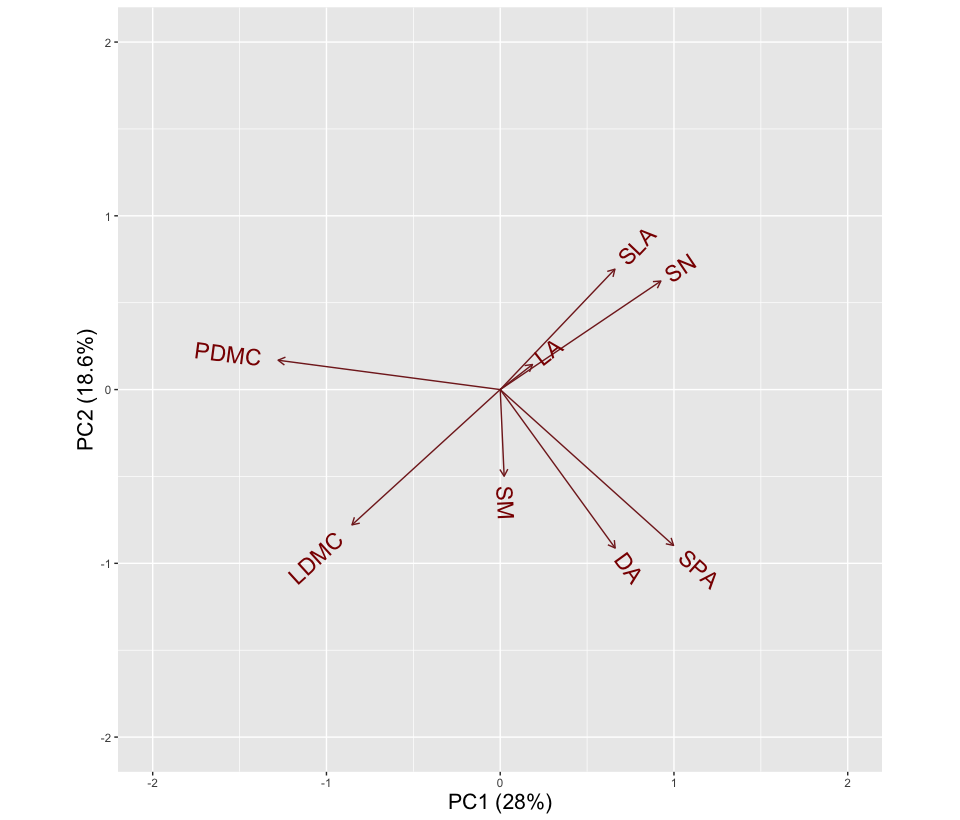 2
1
SLA
SN
PDMC
LA
0
SM
LDMC
DA
SPA
-1
-2
PC2 (18.6%)
-2
-1
0
1
2
PC1 (28%)